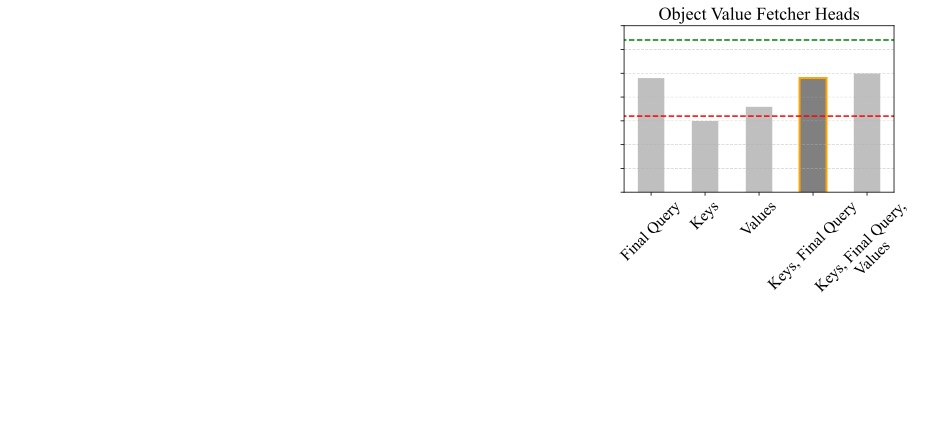 Object Value Fetcher Heads
Final Query
Keys
Values
Keys, Final Query
Keys, Final Query,
Values